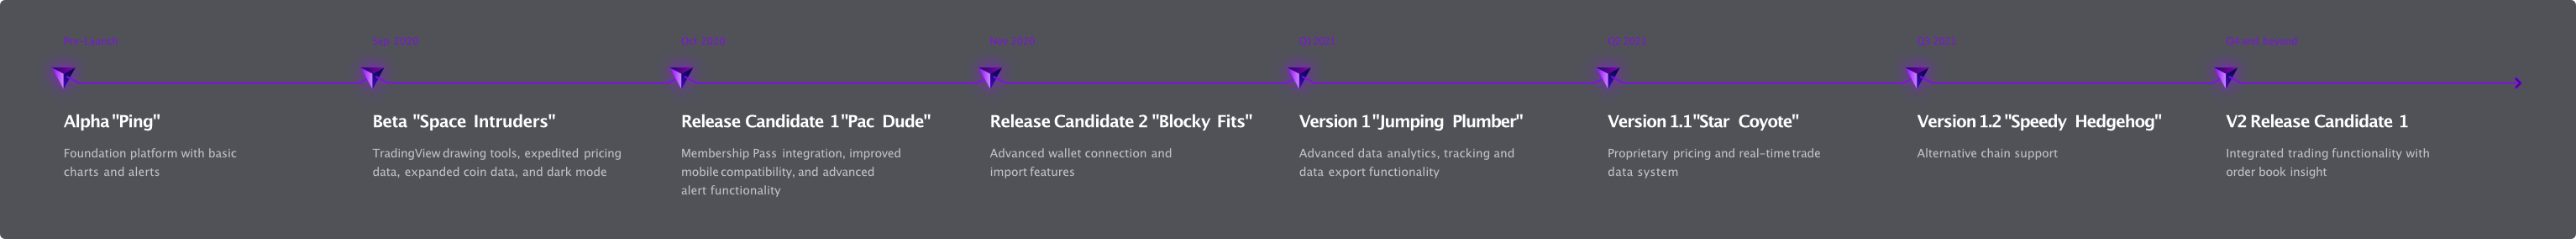 Pre-Launch
Sep 2020
Oct 2020
Nov 2020
Q1 2021
Q2 2021
Q3 2021
Q4 and beyond
Alpha "Ping"
Foundation platform with basic
charts and alerts
Beta "Space Intruders"
TradingView drawing tools, expedited pricing
data, expanded coin data, and dark mode
Release Candidate 1 "Pac Dude"
Membership Pass integration, improved
mobile compatibility, and advanced
alert functionality
Release Candidate 2 "Blocky Fits"
Advanced wallet connection and
import features
Version 1 "Jumping Plumber"
Advanced data analytics, tracking and
data export functionality
Version 1.1 "Star Coyote"
Proprietary pricing and real-time trade
data system
Version 1.2 "Speedy Hedgehog"
Alternative chain support
V2 Release Candidate 1
Integrated trading functionality with
order book insight